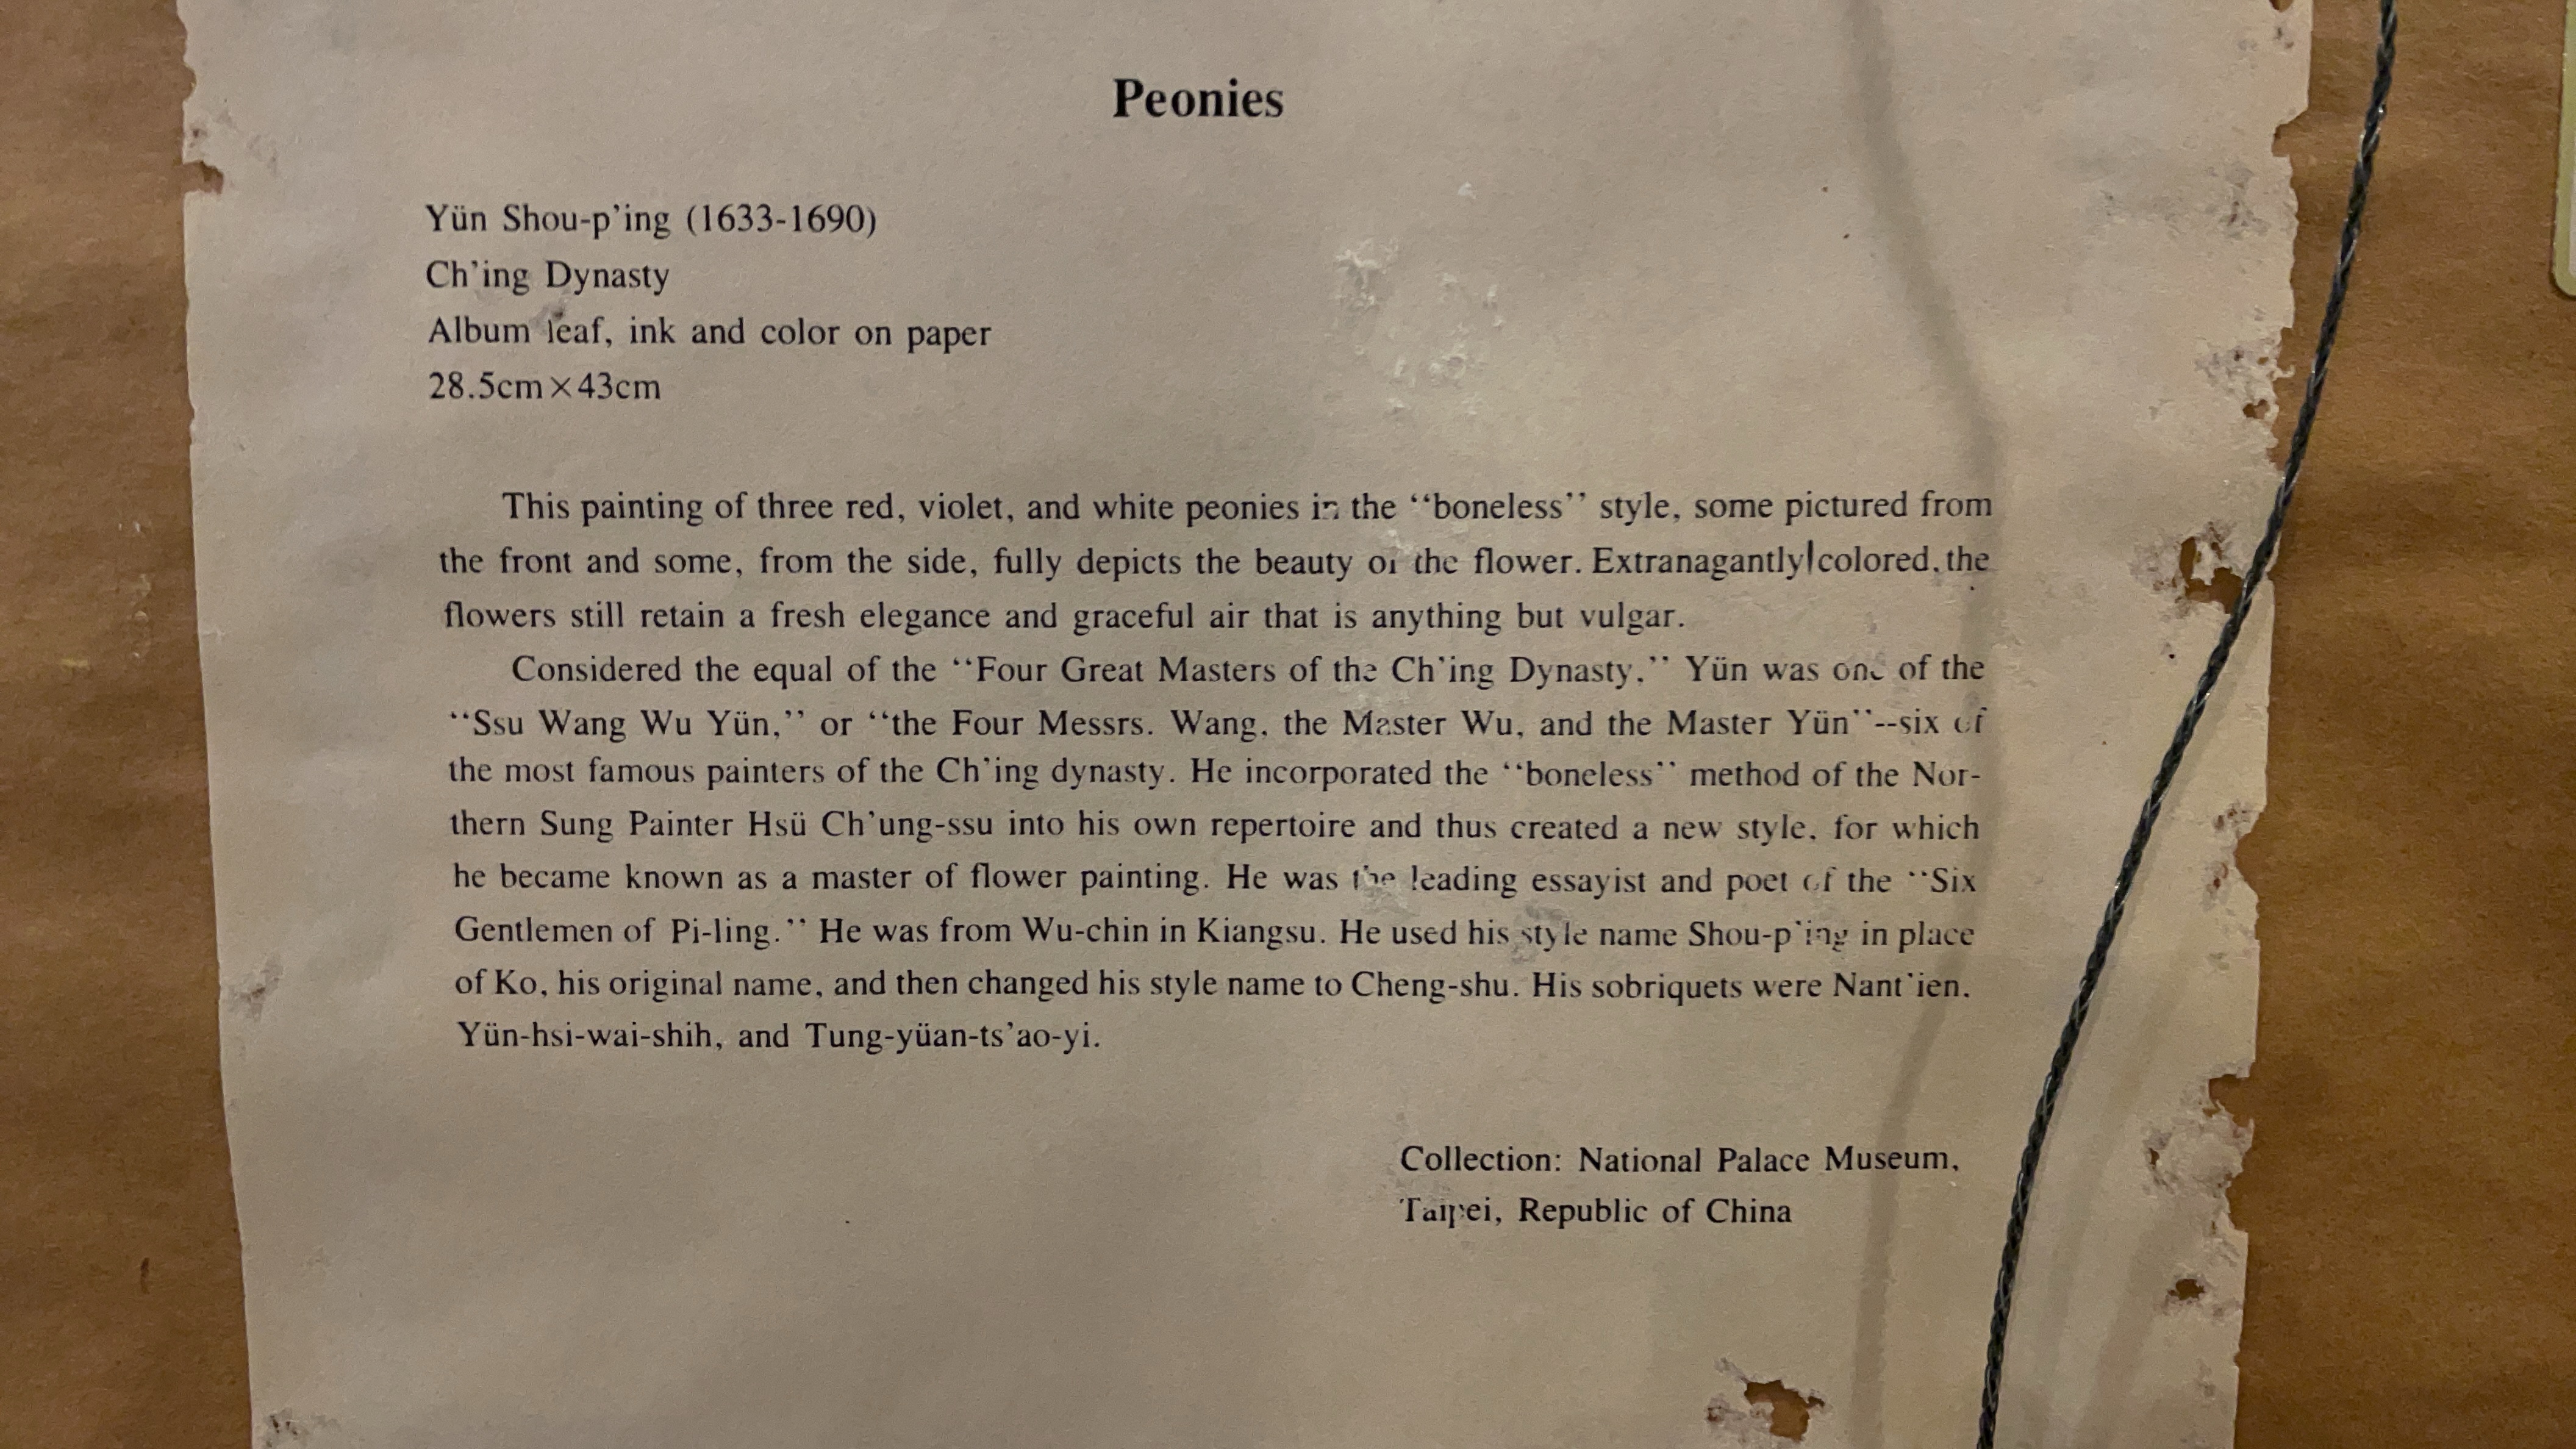 Peonies
Yün Shou-p’ing (1633-1690)
Ch’ing Dynasty
Album leaf, ink and color on paper
28.5cm×43cm
This painting of three red, violet, and white peonies in the ‘‘boneless’’ style, some pictured from
the front and some, from the side, fully depicts the beauty of the flower. Extranagantly colored, the
flowers still retain a fresh elegance and graceful air that is anything but vulgar.
Considered the equal of the ‘‘Four Great Masters of the Ch’ing Dynasty,’’ Yün was one of the
‘‘Ssu Wang Wu Yün,’’ or ‘‘the Four Messrs. Wang, the Master Wu, and the Master Yün’’--six of
the most famous painters of the Ch’ing dynasty. He incorporated the ‘‘boneless’’ method of the Nor-
thern Sung Painter Hsü Ch’ung-ssu into his own repertoire and thus created a new style, for which
he became known as a master of flower painting. He was the leading essayist and poet of the ‘‘Six
Gentlemen of Pi-ling.’’ He was from Wu-chin in Kiangsu. He used his style name Shou-p’ing in place
of Ko, his original name, and then changed his style name to Cheng-shu. His sobriquets were Nant’ien,
Yün-hsi-wai-shih, and Tung-yüan-ts’ao-yi.
Collection: National Palace Museum,
Taipei, Republic of China